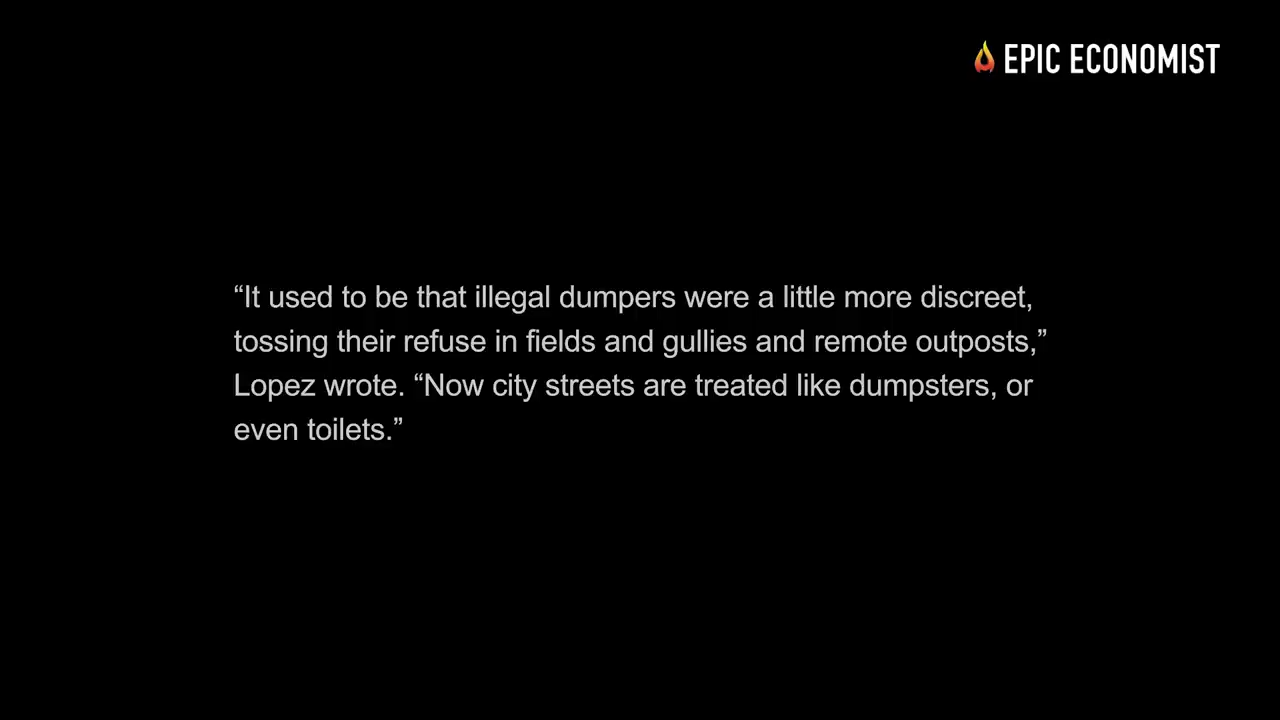 EPIC ECONOMIST
“It used to be that illegal dumpers were a little more discreet,
tossing their refuse in fields and gullies and remote outposts,”
Lopez wrote. “Now city streets are treated like dumpsters, or
even toilets.”